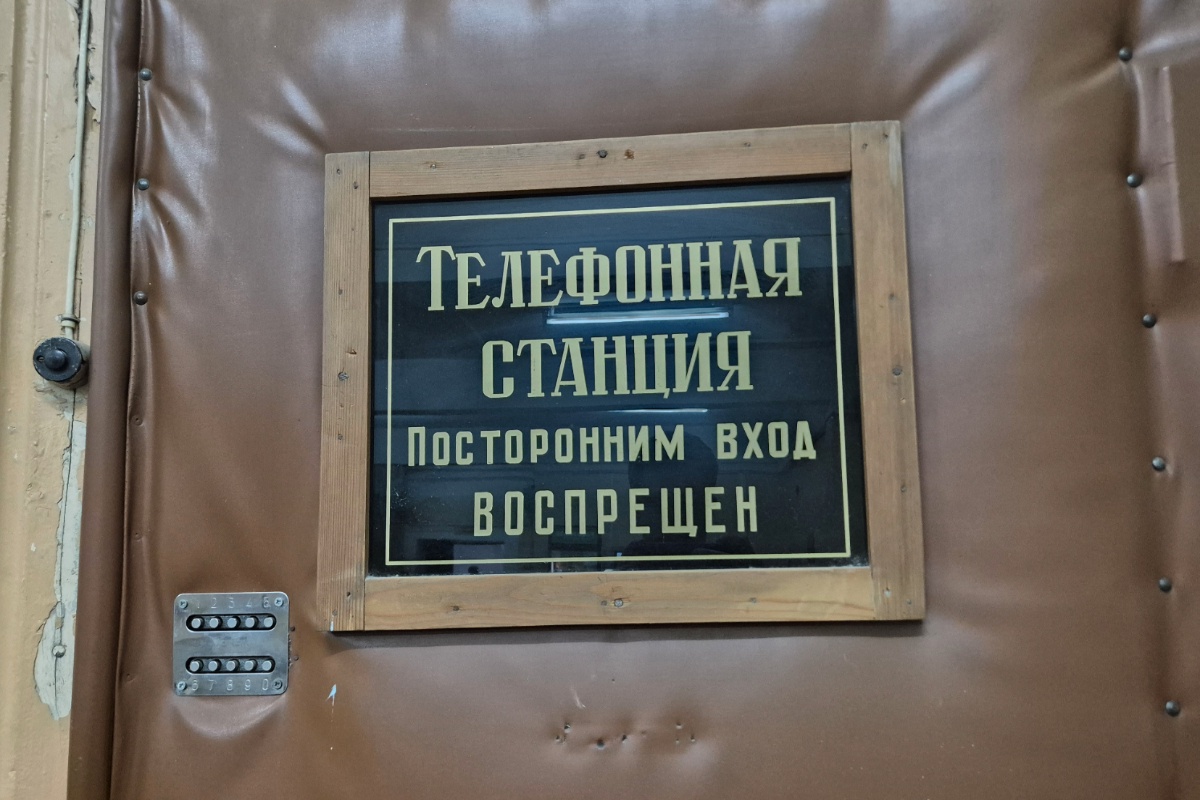 Телефонная
станция
Посторонним вход
воспрещен
1 2 3 4 5
6 7 8 9 0